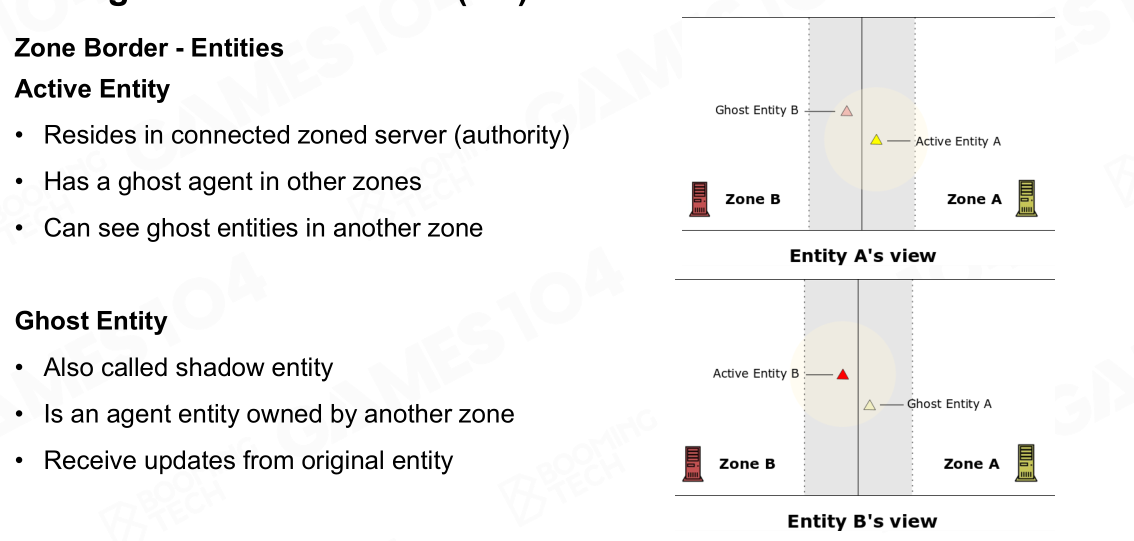 Zone Border - Entities
Active Entity
• Resides in connected zoned server (authority)
• Has a ghost agent in other zones
• Can see ghost entities in another zone
Ghost Entity
• Also called shadow entity
• Is an agent entity owned by another zone
• Receive updates from original entity
Ghost Entity B
Active Entity A
Zone B
Zone A
Entity A's view
Active Entity B
Ghost Entity A
Zone B
Zone A
Entity B's view
GAMES104
BOOMING TECH